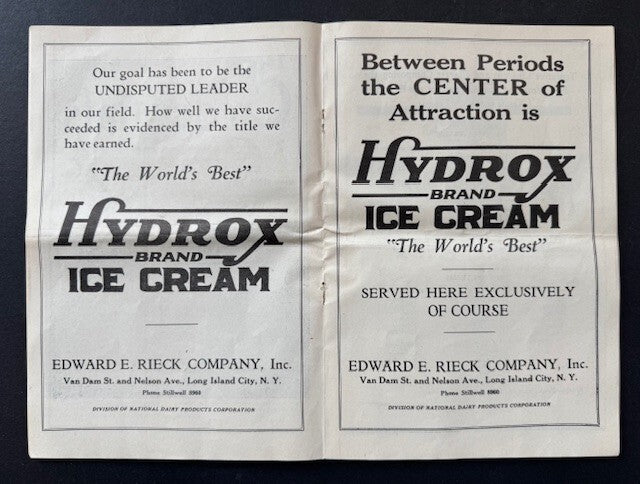 Our goal has been to be the
UNDISPUTED LEADER
in our field. How well we have suc-
ceeded is evidenced by the title we
have earned.
"The World's Best"
HYDROX
BRAND
ICE CREAM
EDWARD E. RIECK COMPANY, Inc.
Van Dam St. and Nelson Ave., Long Island City, N. Y.
Phone Stillwell
DIVISION OF NATIONAL DAIRY PRODUCTS CORPORATION
Between Periods
the CENTER of
Attraction is
HYDROX
BRAND
ICE CREAM
"The World's Best"
SERVED HERE EXCLUSIVELY
OF COURSE
EDWARD E. RIECK COMPANY, Inc.
Van Dam St. and Nelson Ave., Long Island City, N. Y.
Phone Stillwell
DIVISION OF NATIONAL DAIRY PRODUCTS CORPORATION